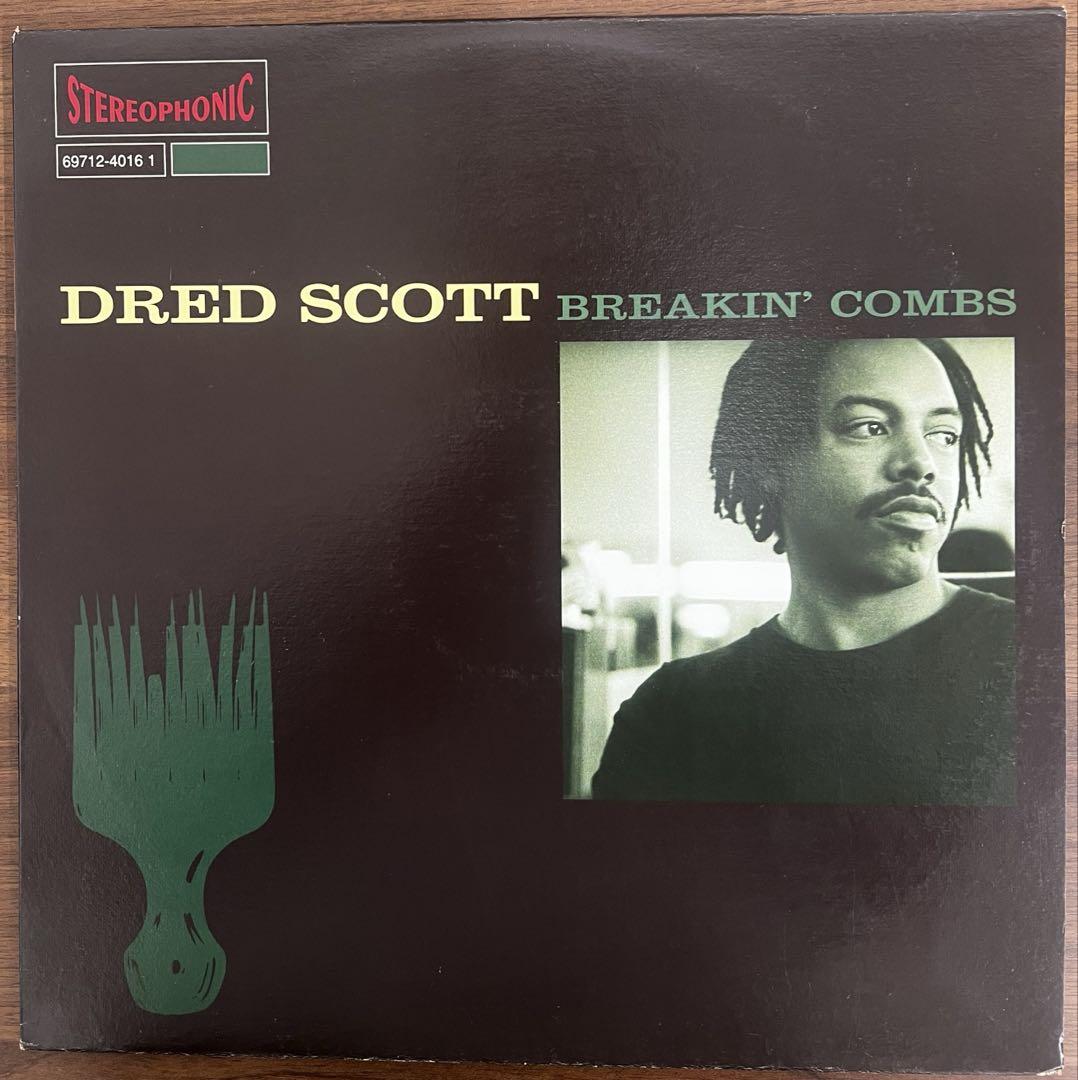 STEREOPHONIC
69712-4016 1
DRED SCOTT BREAKIN' COMBS